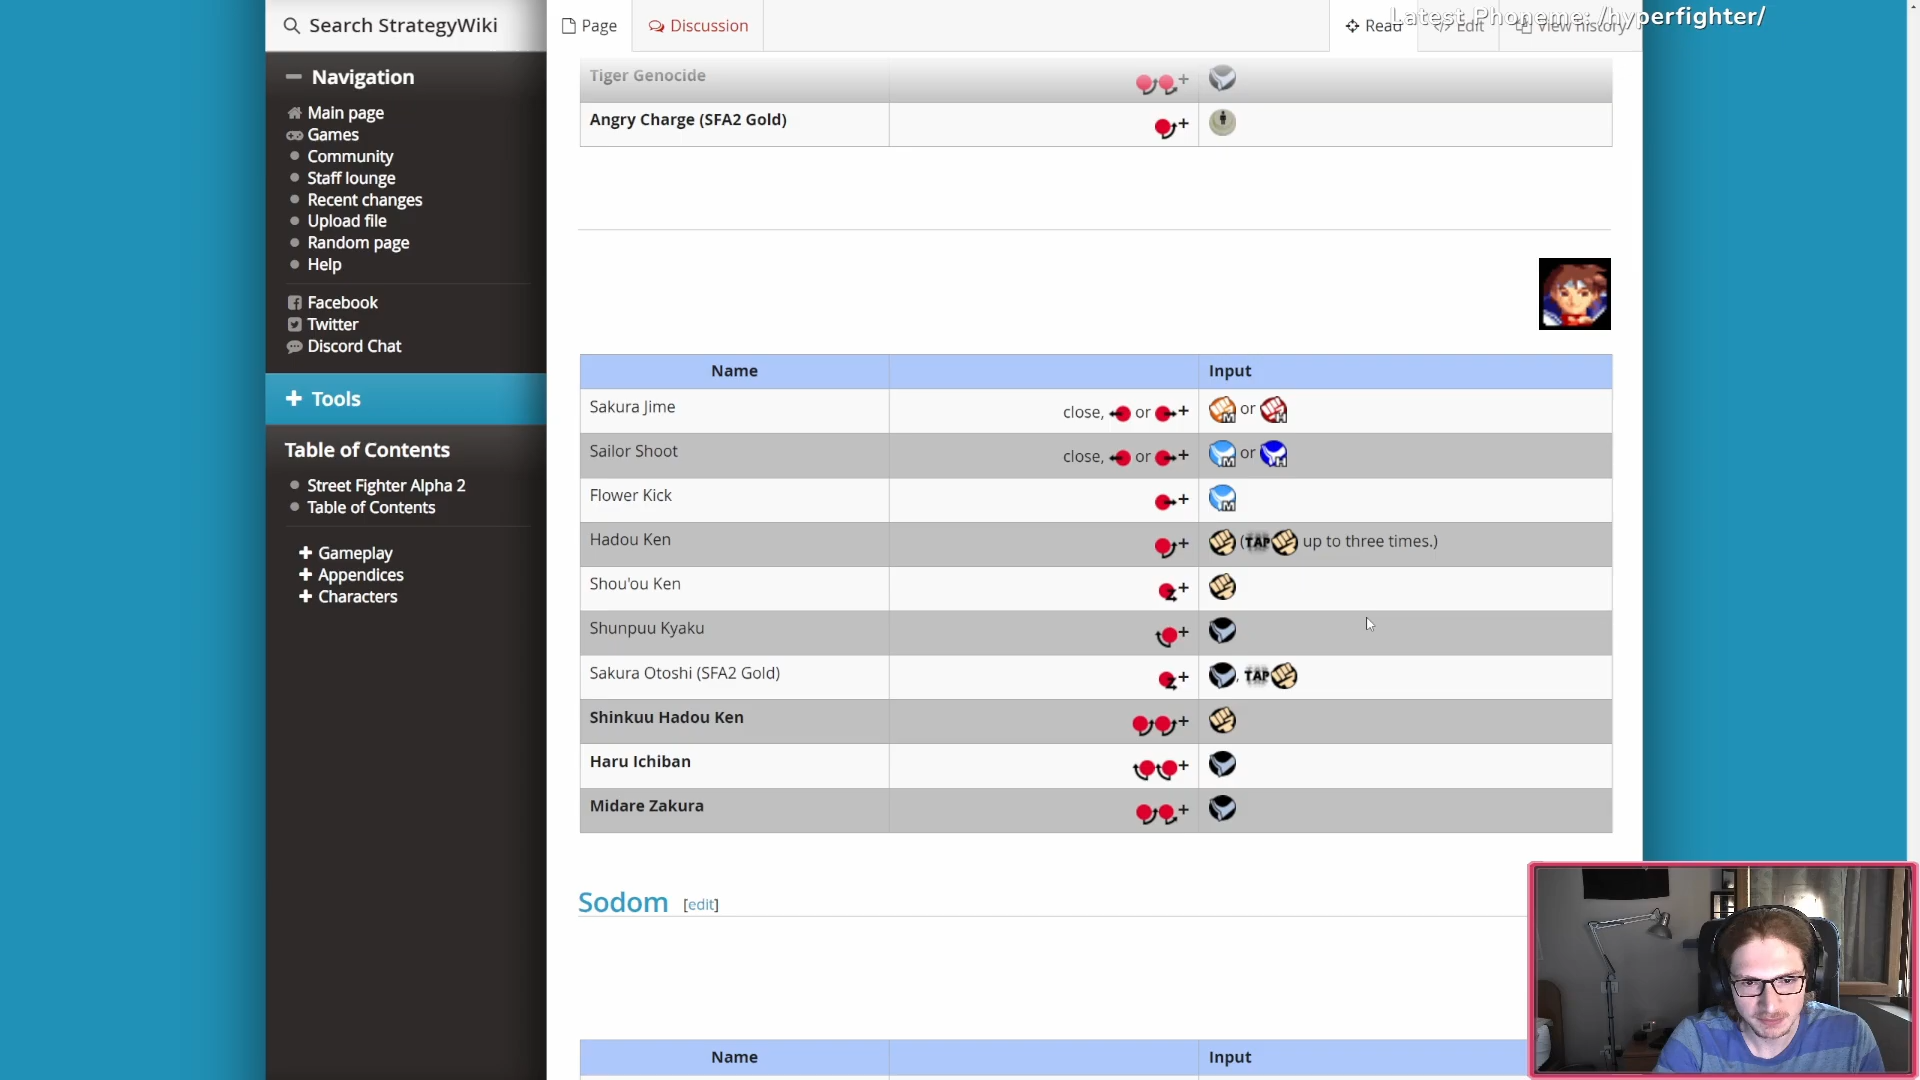 Search StrategyWiki
Page
Discussion
Read
Edit
View history
Latest Phoneme: /hyperfighter/
Navigation
Main page
Games
Community
Staff lounge
Recent changes
Upload file
Random page
Help
Facebook
Twitter
Discord Chat
Tools
Table of Contents
Street Fighter Alpha 2
Table of Contents
Gameplay
Appendices
Characters
Tiger Genocide +
Angry Charge (SFA2 Gold) +
Name Input
Sakura Jime close, or + M or H
Sailor Shoot close, or + M or H
Flower Kick + M
Hadou Ken + (TAP up to three times.)
Shou'ou Ken +
Shunpuu Kyaku +
Sakura Otoshi (SFA2 Gold) + , TAP
Shinkuu Hadou Ken +
Haru Ichiban +
Midare Zakura +
Sodom [edit]
Name Input